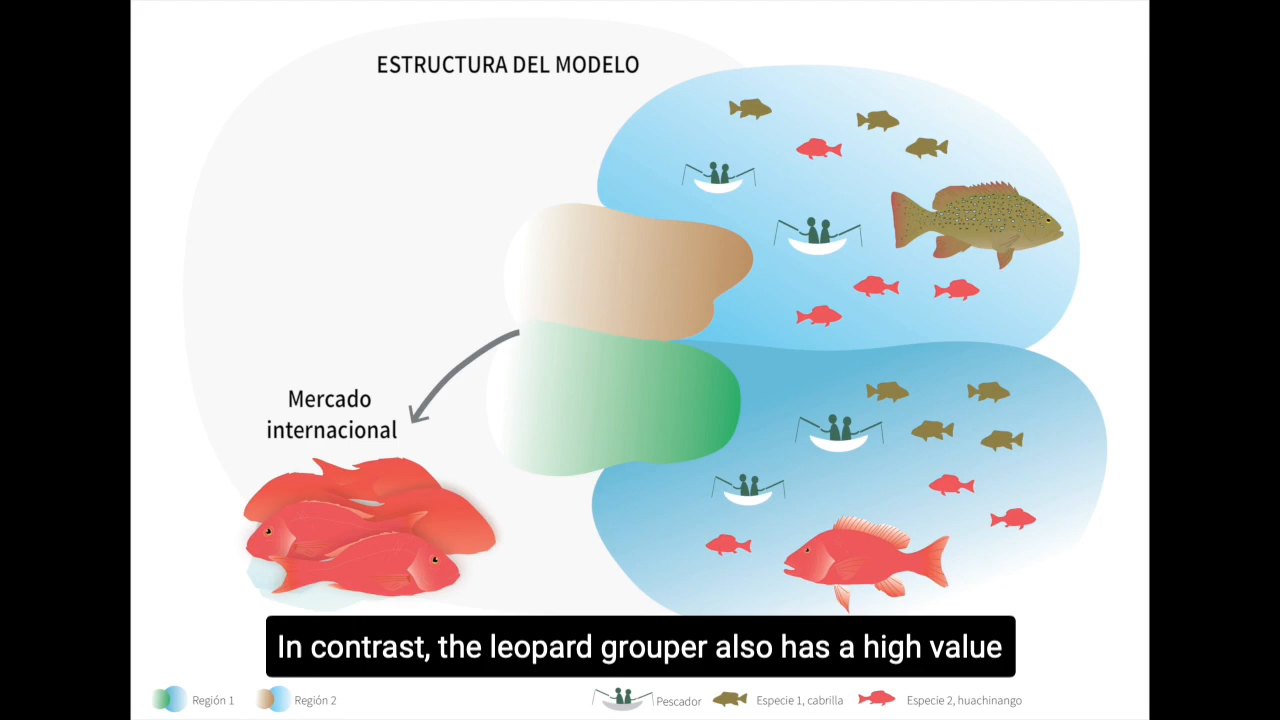 ESTRUCTURA DEL MODELO
Mercado
internacional
In contrast, the leopard grouper also has a high value
Región 1
Región 2
Pescador
Especie 1, cabrilla
Especie 2, huachinango